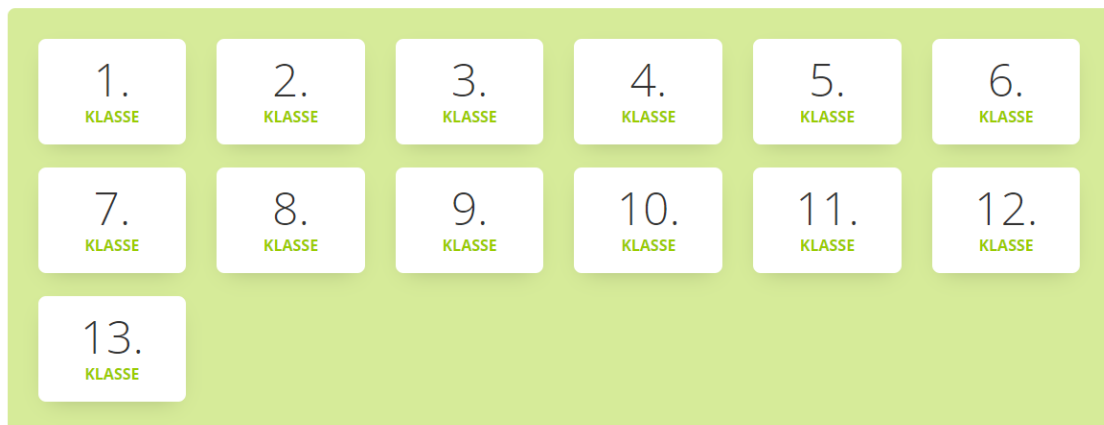 1. 2. 3. 4. 5. 6.
KLASSE KLASSE KLASSE KLASSE KLASSE KLASSE
7. 8. 9. 10. 11. 12.
KLASSE KLASSE KLASSE KLASSE KLASSE KLASSE
13.
KLASSE